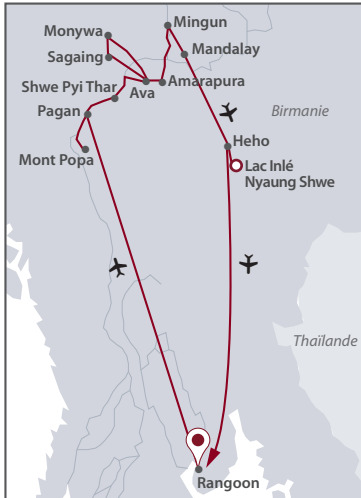 Mingun
Monywa
Mandalay
Sagaing
Shwe Pyi Thar
Ava
Amarapura
Birmanie
Pagan
Heho
Mont Popa
Lac Inlé
Nyaung Shwe
Thaïlande
Rangoon